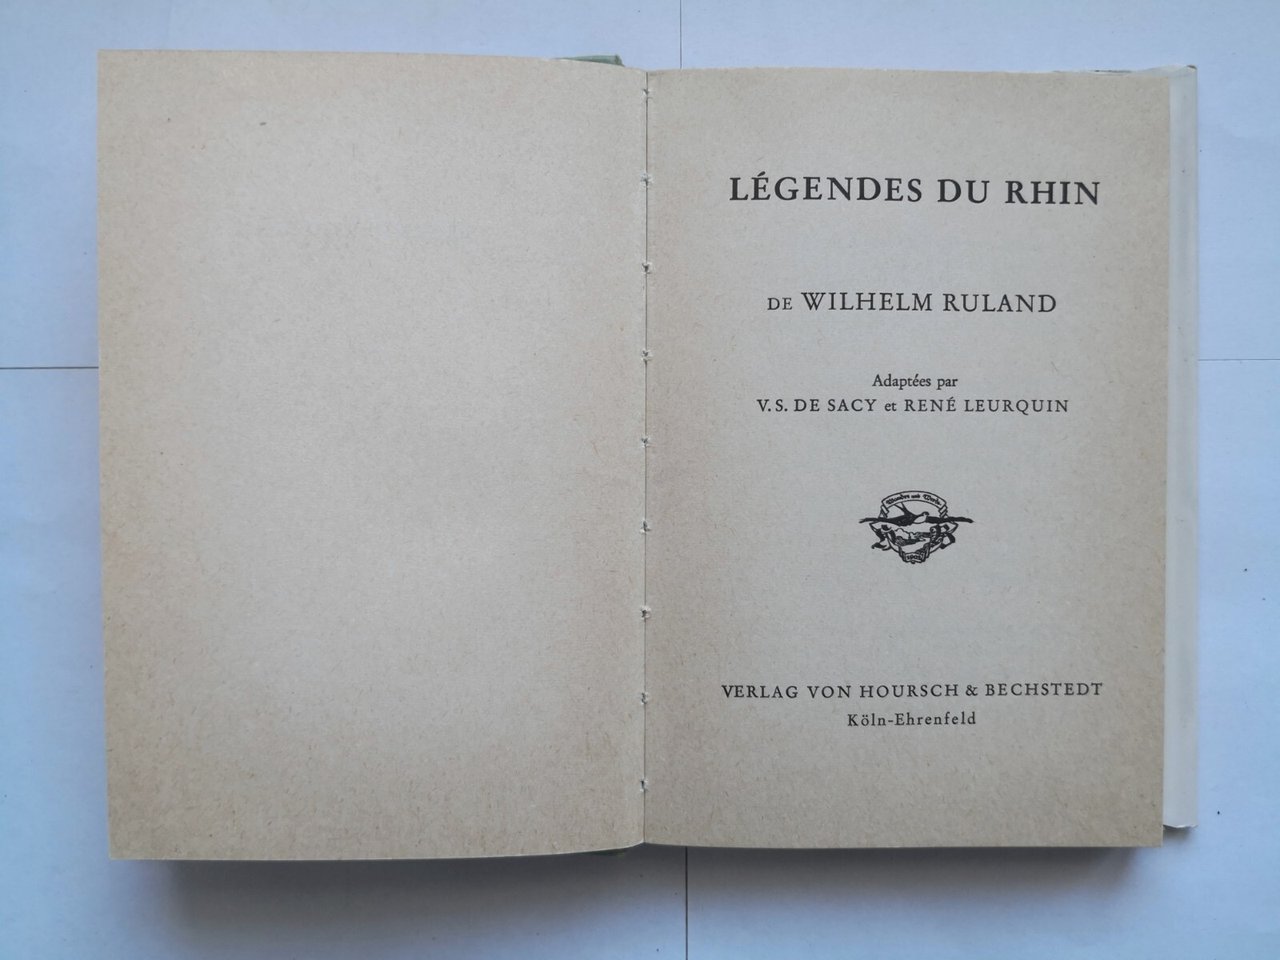 LÉGENDES DU RHIN
DE WILHELM RULAND
Adaptées par
V. S. DE SACY et RENÉ LEURQUIN
VERLAG VON HOURSCH & BECHSTEDT
Köln-Ehrenfeld